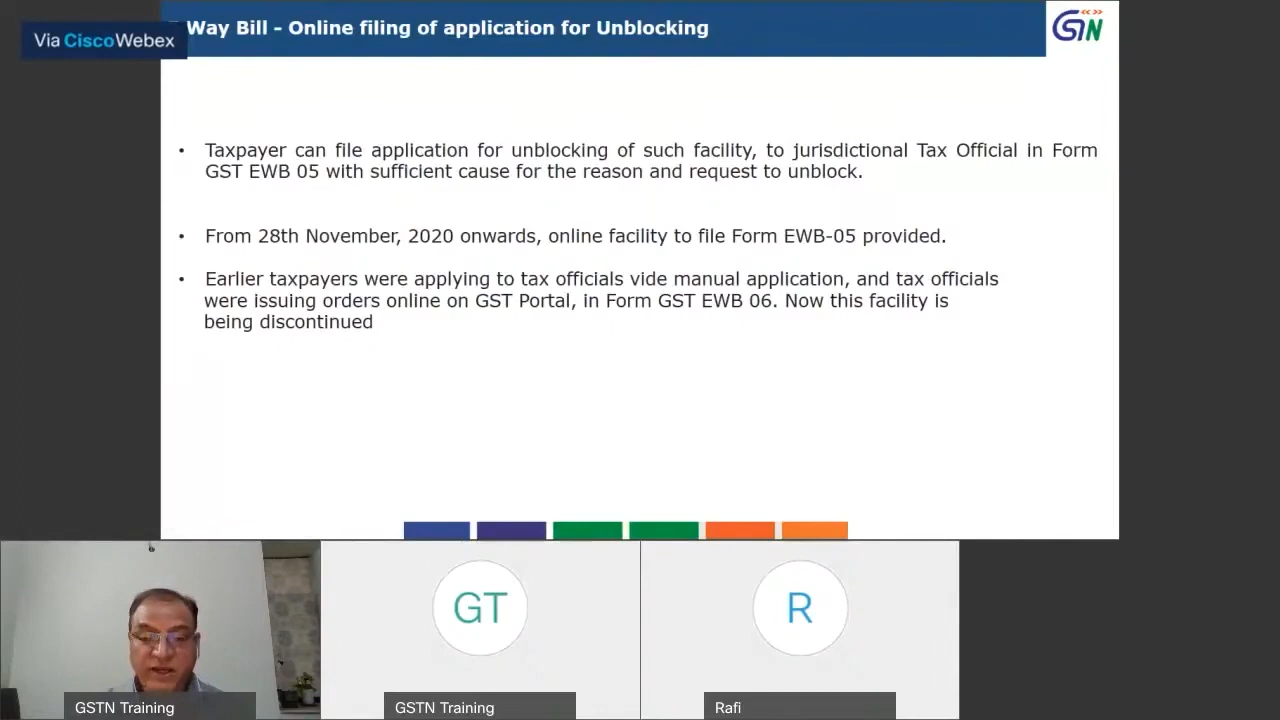 Via CiscoWebex
Way Bill – Online filing of application for Unblocking
GSTN
• Taxpayer can file application for unblocking of such facility, to jurisdictional Tax Official in Form
GST EWB 05 with sufficient cause for the reason and request to unblock.
• From 28th November, 2020 onwards, online facility to file Form EWB-05 provided.
• Earlier taxpayers were applying to tax officials vide manual application, and tax officials
were issuing orders online on GST Portal, in Form GST EWB 06. Now this facility is
being discontinued
GT
R
GSTN Training
GSTN Training
Rafi